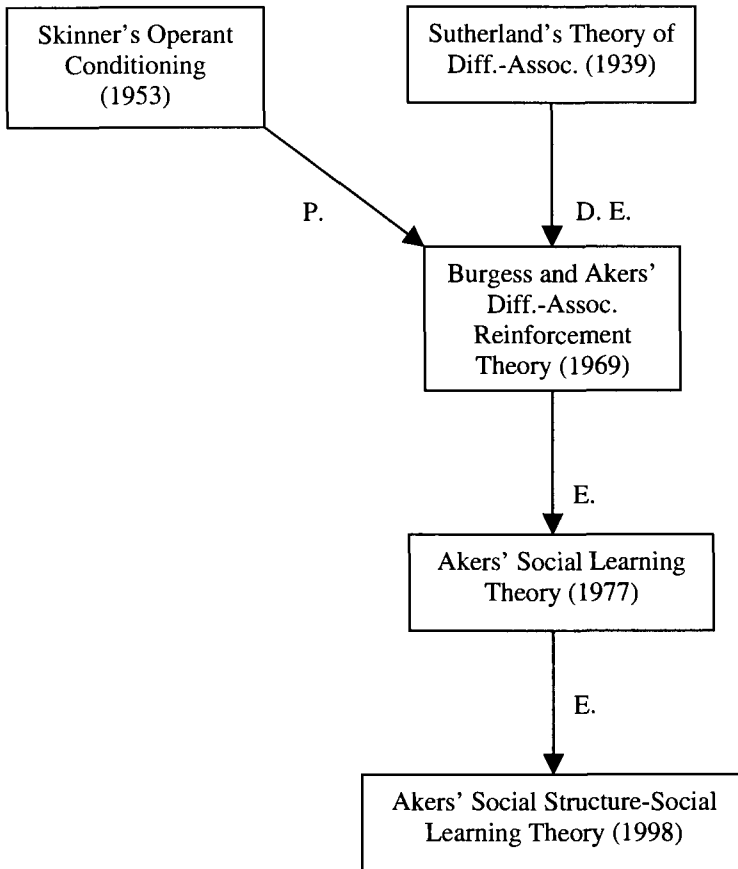 Skinner's Operant
Conditioning
(1953)
Sutherland's Theory of
Diff.-Assoc. (1939)
P.
D. E.
Burgess and Akers'
Diff.-Assoc.
Reinforcement
Theory (1969)
E.
Akers' Social Learning
Theory (1977)
E.
Akers' Social Structure-Social
Learning Theory (1998)